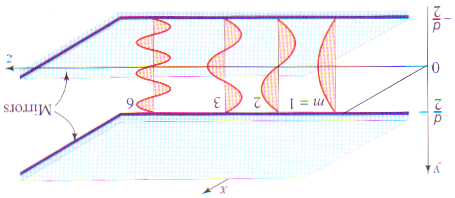 y
x
d/2
m = 1 2 3 6
Mirrors
0
z
−d/2